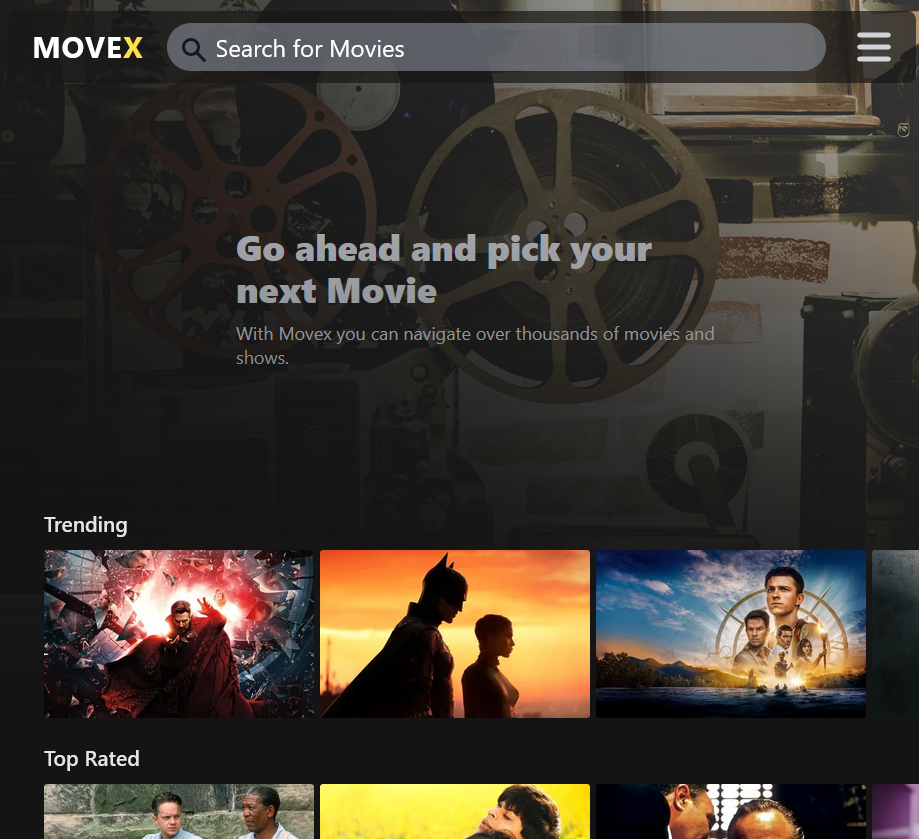 MOVEX
Search for Movies
Go ahead and pick your
next Movie
With Movex you can navigate over thousands of movies and
shows.
Trending
Top Rated